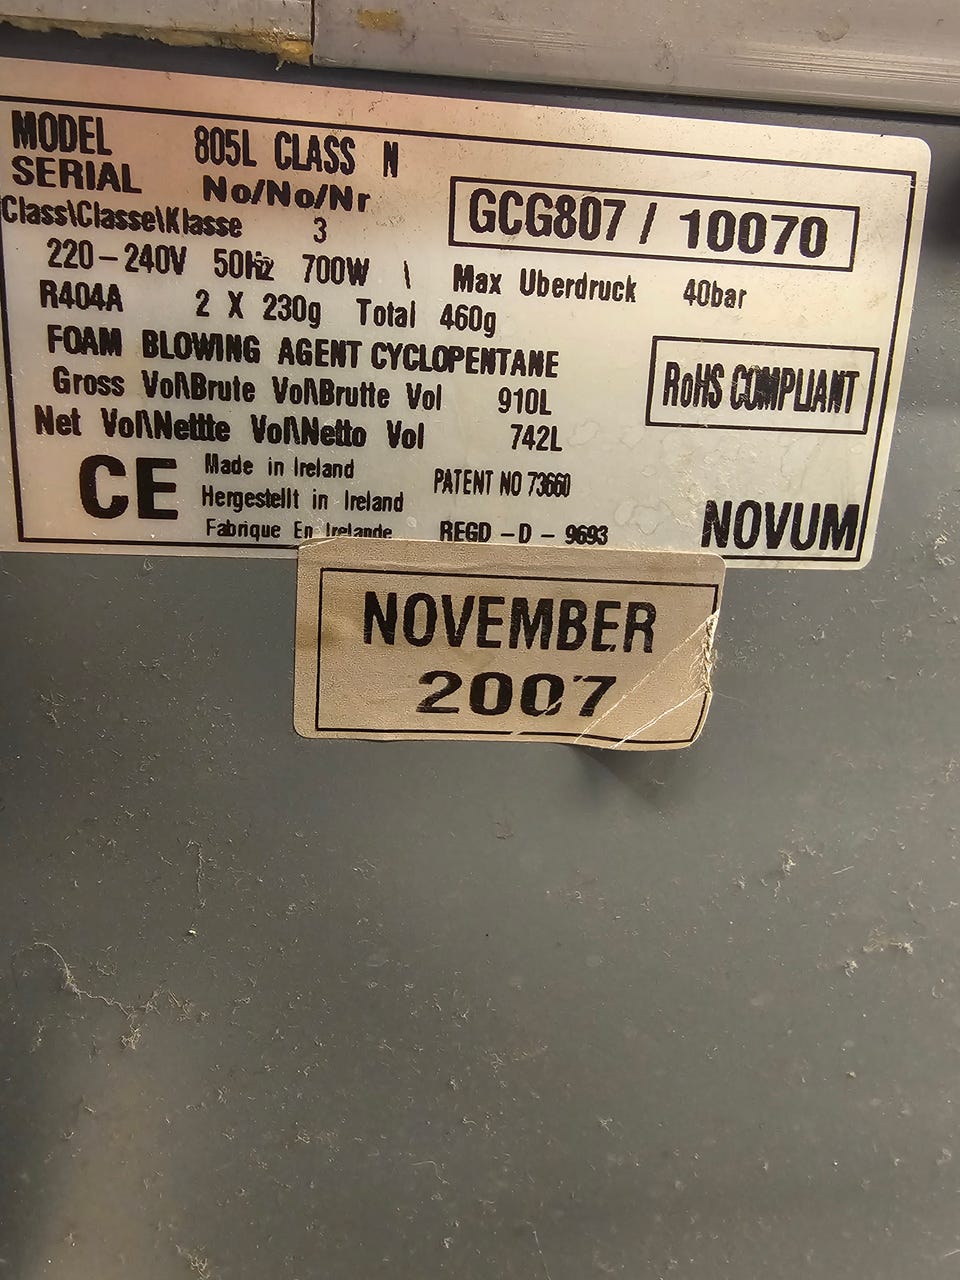 MODEL 805L CLASS N
SERIAL No/No/Nr GCG807 / 10070
Class\Classe\Klasse 3
220-240V 50Hz 700W \ Max Uberdruck 40bar
R404A 2 X 230g Total 460g
FOAM BLOWING AGENT CYCLOPENTANE
RoHS COMPLIANT
Gross Vol\Brute Vol\Brutte Vol 910L
Net Vol\Nettte Vol\Netto Vol 742L
CE
Made in Ireland
Hergestellt in Ireland
Fabrique En Irelande
PATENT NO 73660
REGD - D - 9693
NOVUM
NOVEMBER
2007